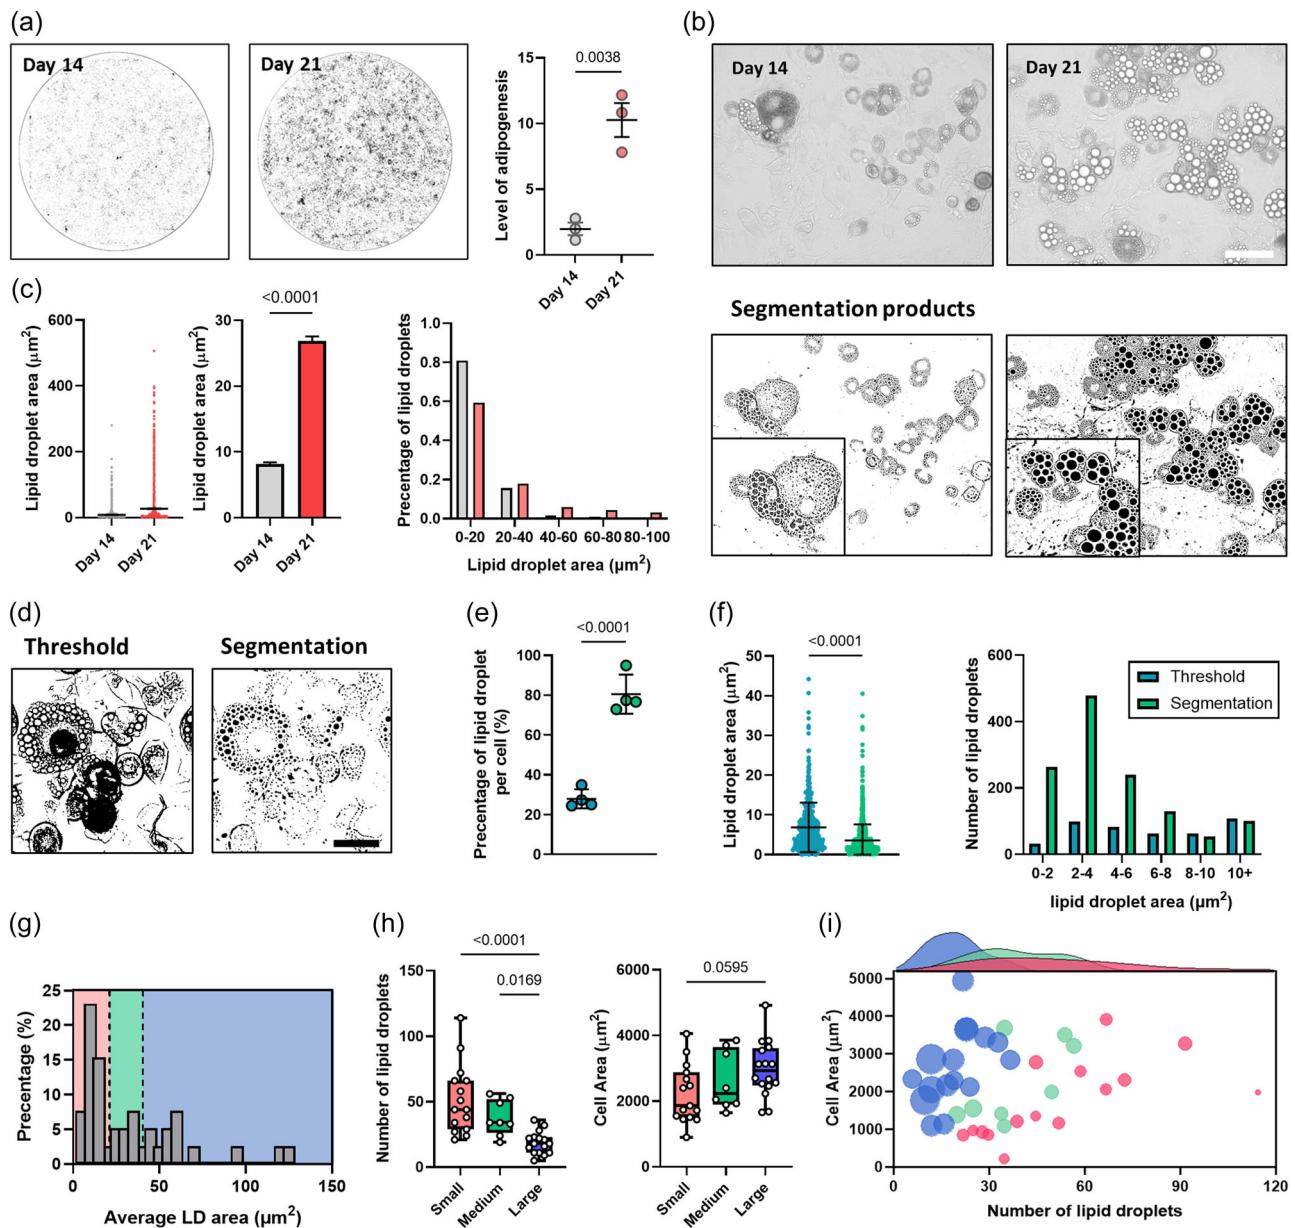 (a)
Day 14
Day 21
Level of adipogenesis
0.0038
15
10
5
0
Day 14
Day 21
(b)
Day 14
Day 21
Segmentation products
(c)
Lipid droplet area (μm²)
600
400
200
0
Day 14
Day 21
Lipid droplet area (μm²)
<0.0001
30
20
10
0
Day 14
Day 21
Precentage of lipid droplets
1.0
0.8
0.6
0.4
0.2
0.0
0-20 20-40 40-60 60-80 80-100
Lipid droplet area (μm²)
(d)
Threshold
Segmentation
(e)
<0.0001
Precentage of lipid droplet
per cell (%)
100
80
60
40
20
0
(f)
<0.0001
Lipid droplet area (μm²)
50
40
30
20
10
0
Number of lipid droplets
600
400
200
0
Threshold
Segmentation
0-2 2-4 4-6 6-8 8-10 10+
lipid droplet area (μm²)
(g)
Precentage (%)
25
20
15
10
5
0
0 50 100 150
Average LD area (μm²)
(h)
<0.0001
0.0169
Number of lipid droplets
150
100
50
0
Small
Medium
Large
0.0595
Cell Area (μm²)
6000
4000
2000
0
Small
Medium
Large
(i)
Cell Area (μm²)
5000
4000
3000
2000
1000
0
0 30 60 90 120
Number of lipid droplets